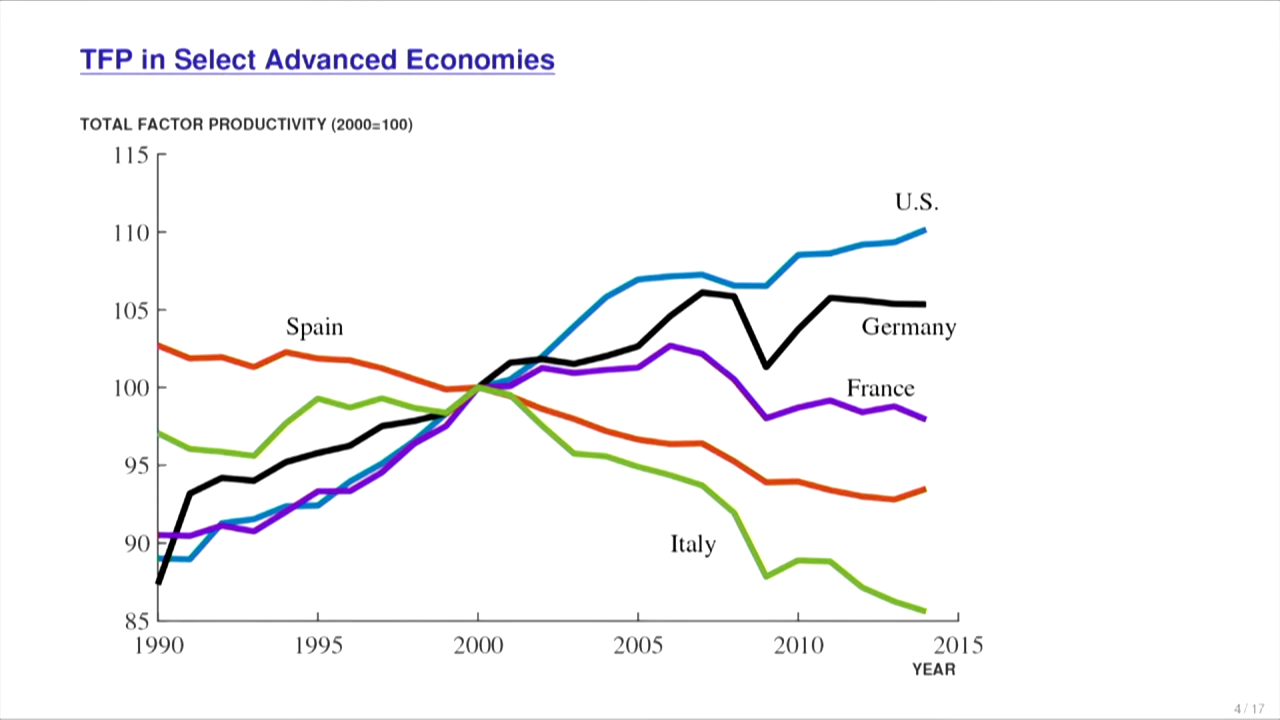 TFP in Select Advanced Economies
TOTAL FACTOR PRODUCTIVITY (2000=100)
115
U.S.
110
105
Spain
Germany
100
France
95
90
Italy
85
1990 1995 2000 2005 2010 2015
YEAR
4 / 17